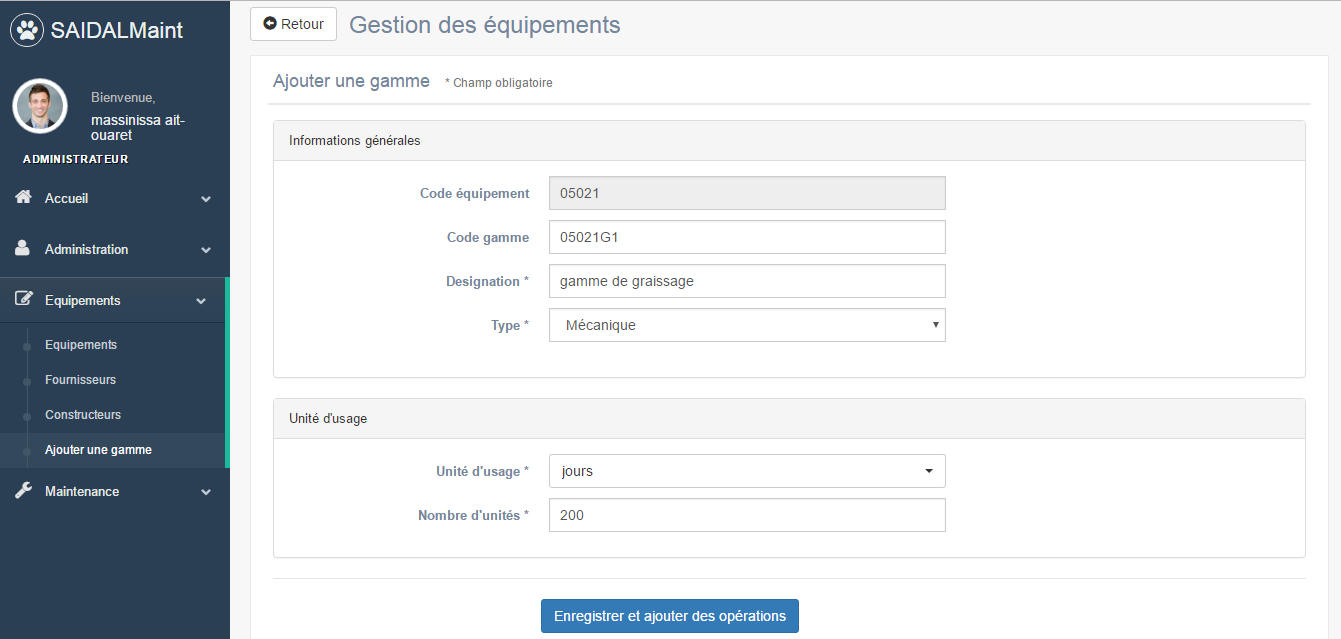 SAIDALMaint
Bienvenue,
massinissa ait-
ouaret
ADMINISTRATEUR
Accueil
Administration
Equipements
Equipements
Fournisseurs
Constructeurs
Ajouter une gamme
Maintenance
Retour
Gestion des équipements
Ajouter une gamme * Champ obligatoire
Informations générales
Code équipement 05021
Code gamme 05021G1
Designation * gamme de graissage
Type * Mécanique
Unité d'usage
Unité d'usage * jours
Nombre d'unités * 200
Enregistrer et ajouter des opérations